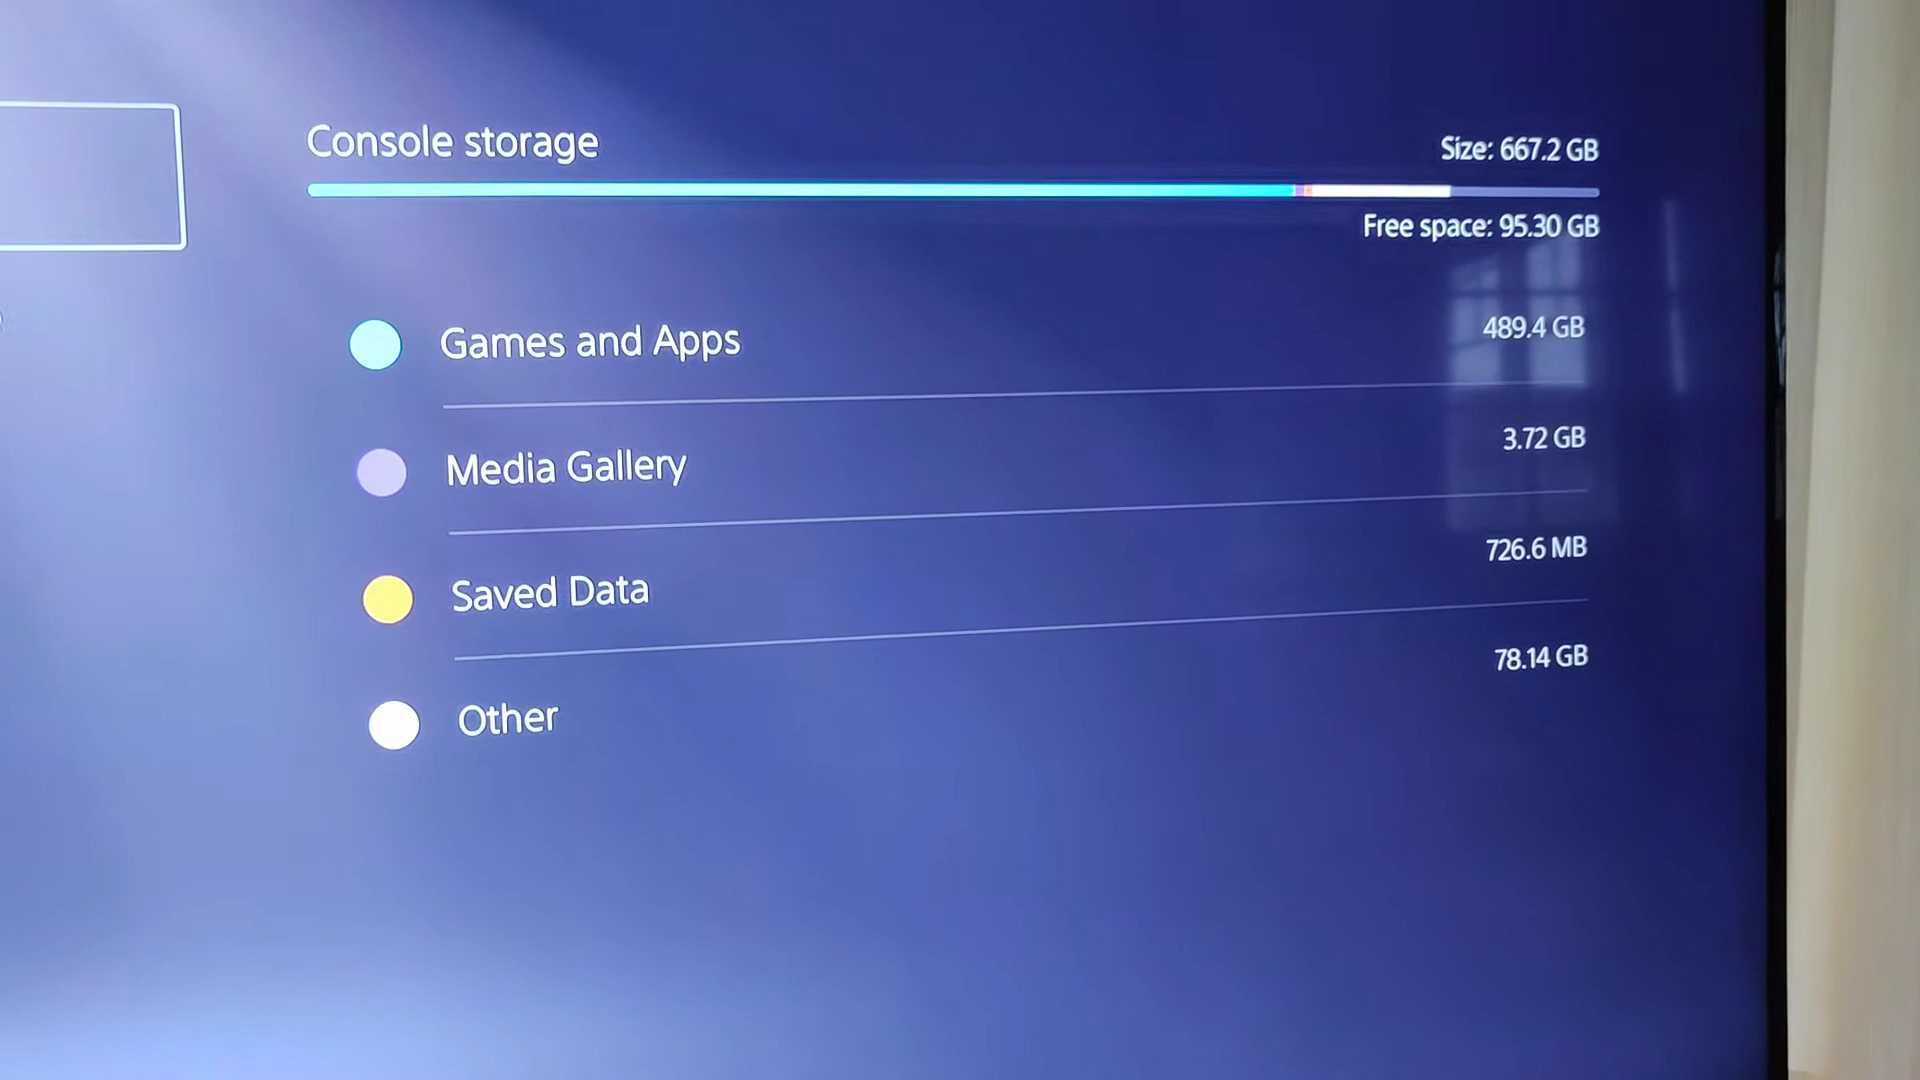 Console storage
Size: 667.2 GB
Free space: 95.30 GB
Games and Apps
489.4 GB
Media Gallery
3.72 GB
Saved Data
726.6 MB
Other
78.14 GB